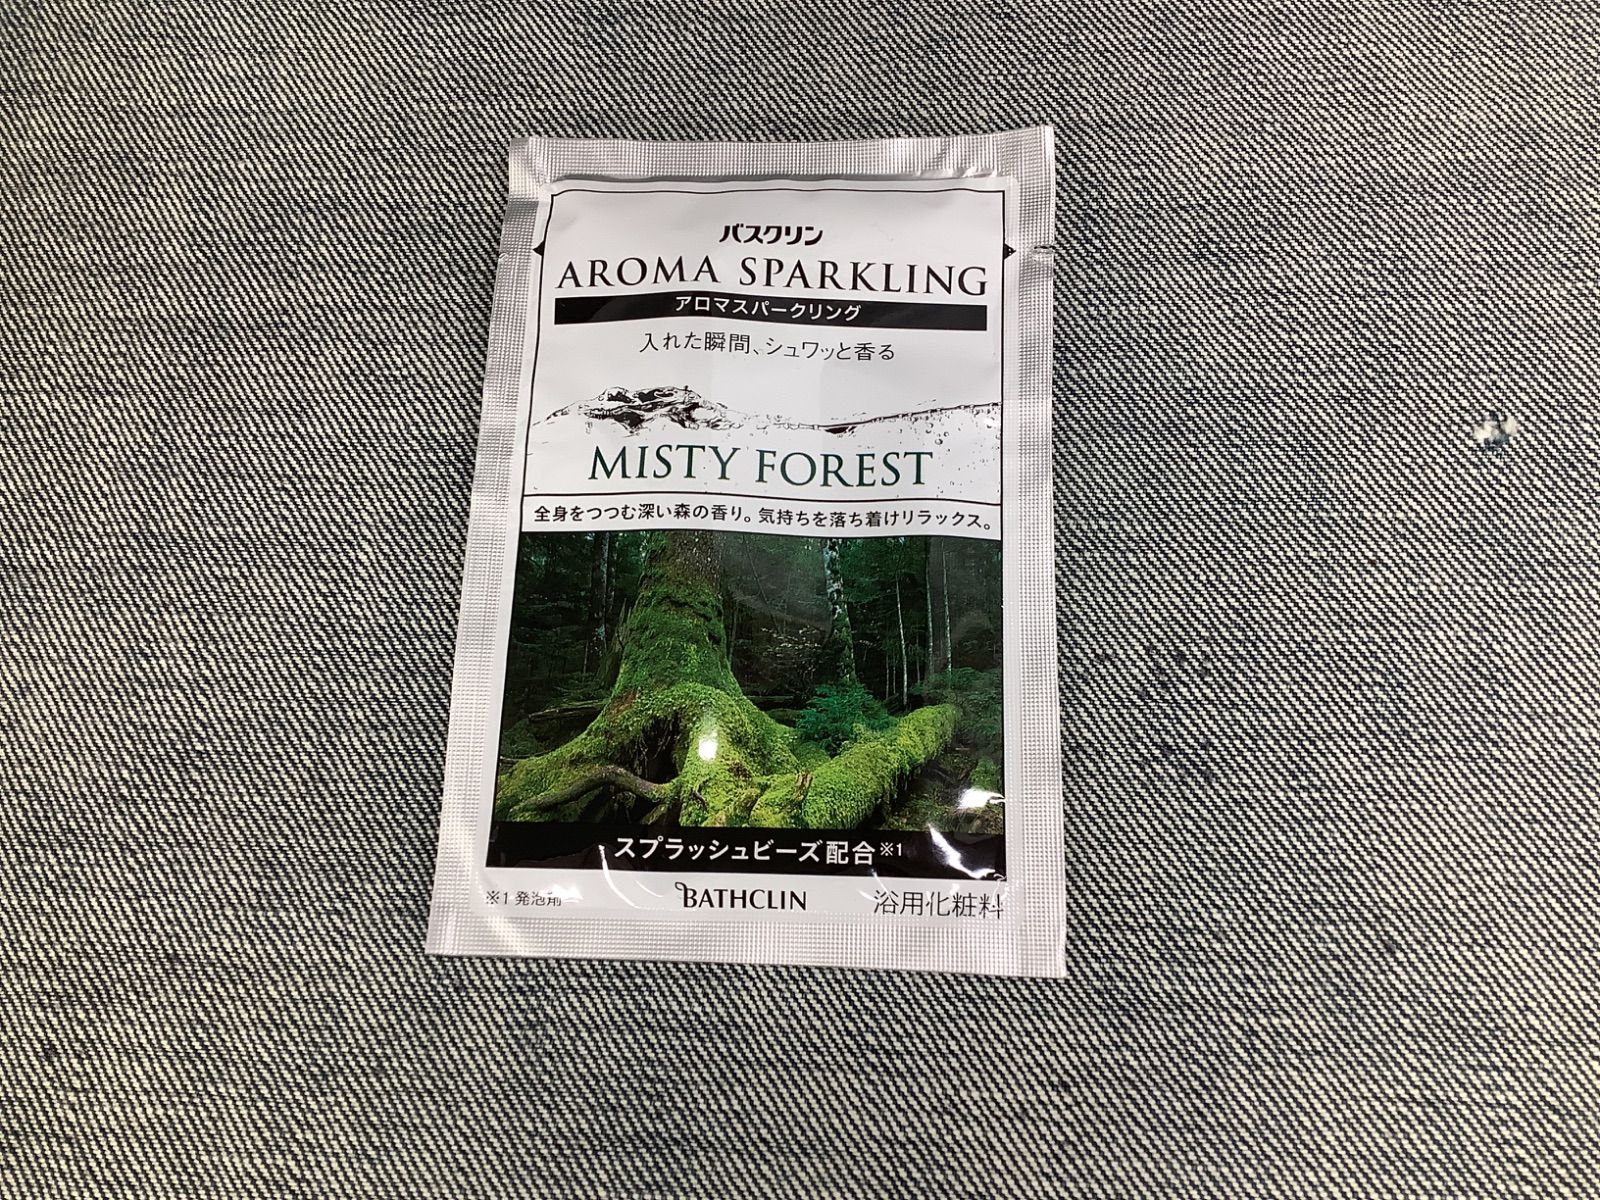 バスクリン
AROMA SPARKLING
アロマスパークリング
入れた瞬間、シュワッと香る
MISTY FOREST
全身をつつむ深い森の香り。気持ちを落ち着けリラックス。
スプラッシュビーズ配合※1
※1 発泡剤
BATHCLIN
浴用化粧料